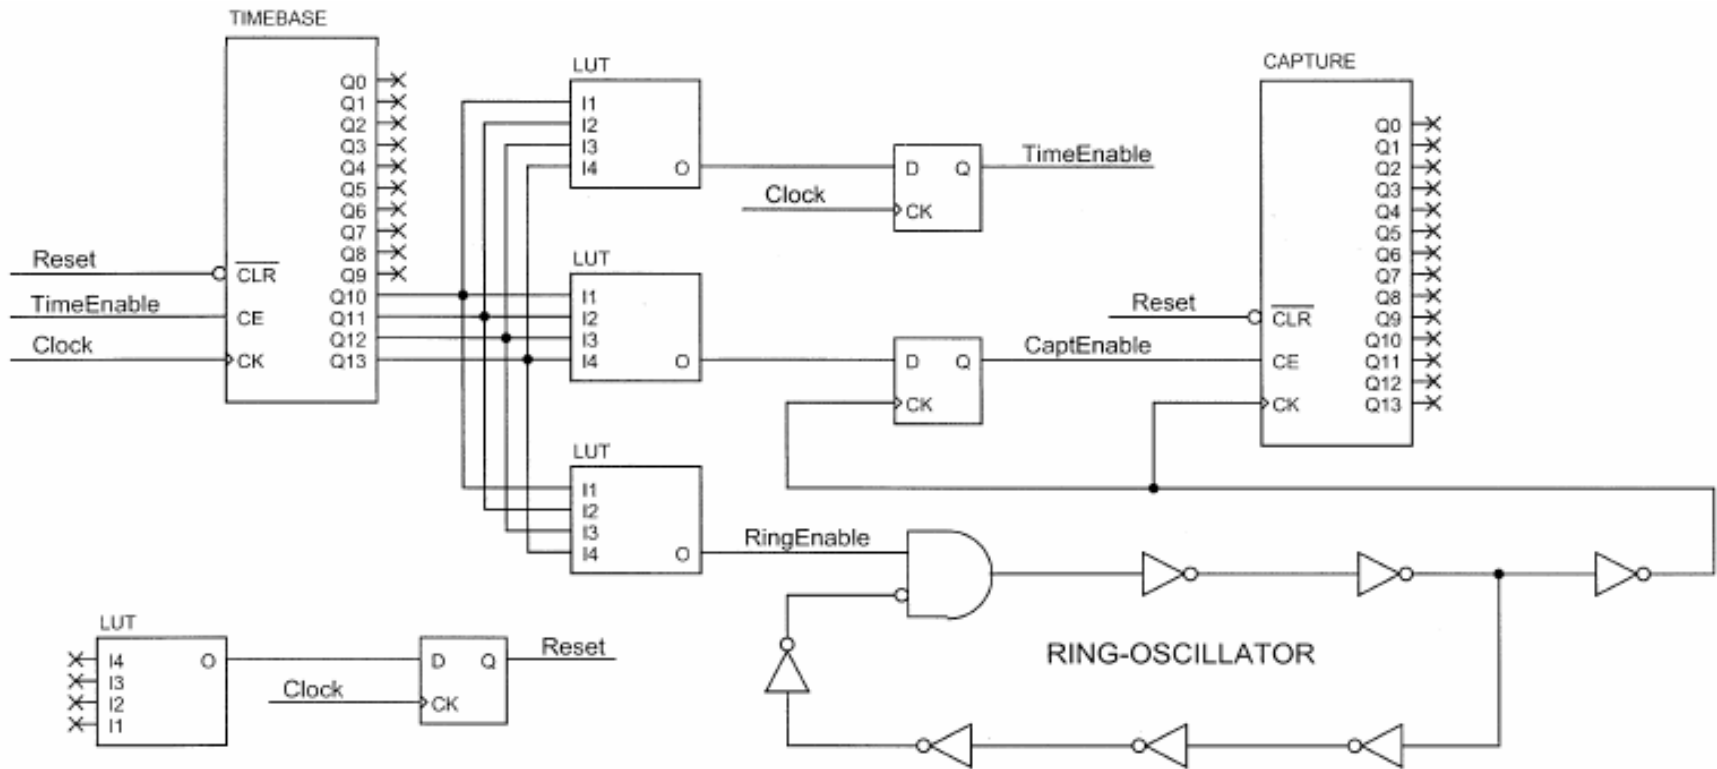 TIMEBASE
Q0
Q1
Q2
Q3
Q4
Q5
Q6
Q7
Q8
Q9
Q10
Q11
Q12
Q13
Reset
CLR
TimeEnable
CE
Clock
CK
LUT
I1
I2
I3
I4
O
D
Q
CK
Clock
TimeEnable
LUT
I1
I2
I3
I4
O
D
Q
CK
CaptEnable
LUT
I1
I2
I3
I4
O
RingEnable
CAPTURE
Q0
Q1
Q2
Q3
Q4
Q5
Q6
Q7
Q8
Q9
Q10
Q11
Q12
Q13
Reset
CLR
CE
CK
RING-OSCILLATOR
LUT
I4
I3
I2
I1
O
D
Q
CK
Clock
Reset